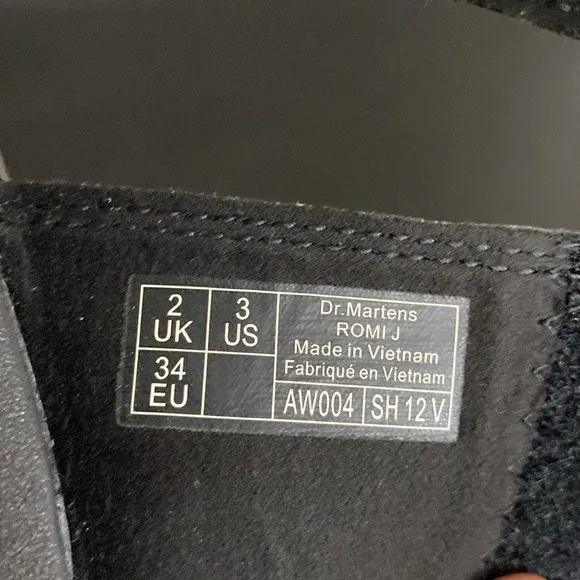 2
UK
3
US
34
EU
Dr.Martens
ROMI J
Made in Vietnam
Fabriqué en Vietnam
AW004
SH 12 V